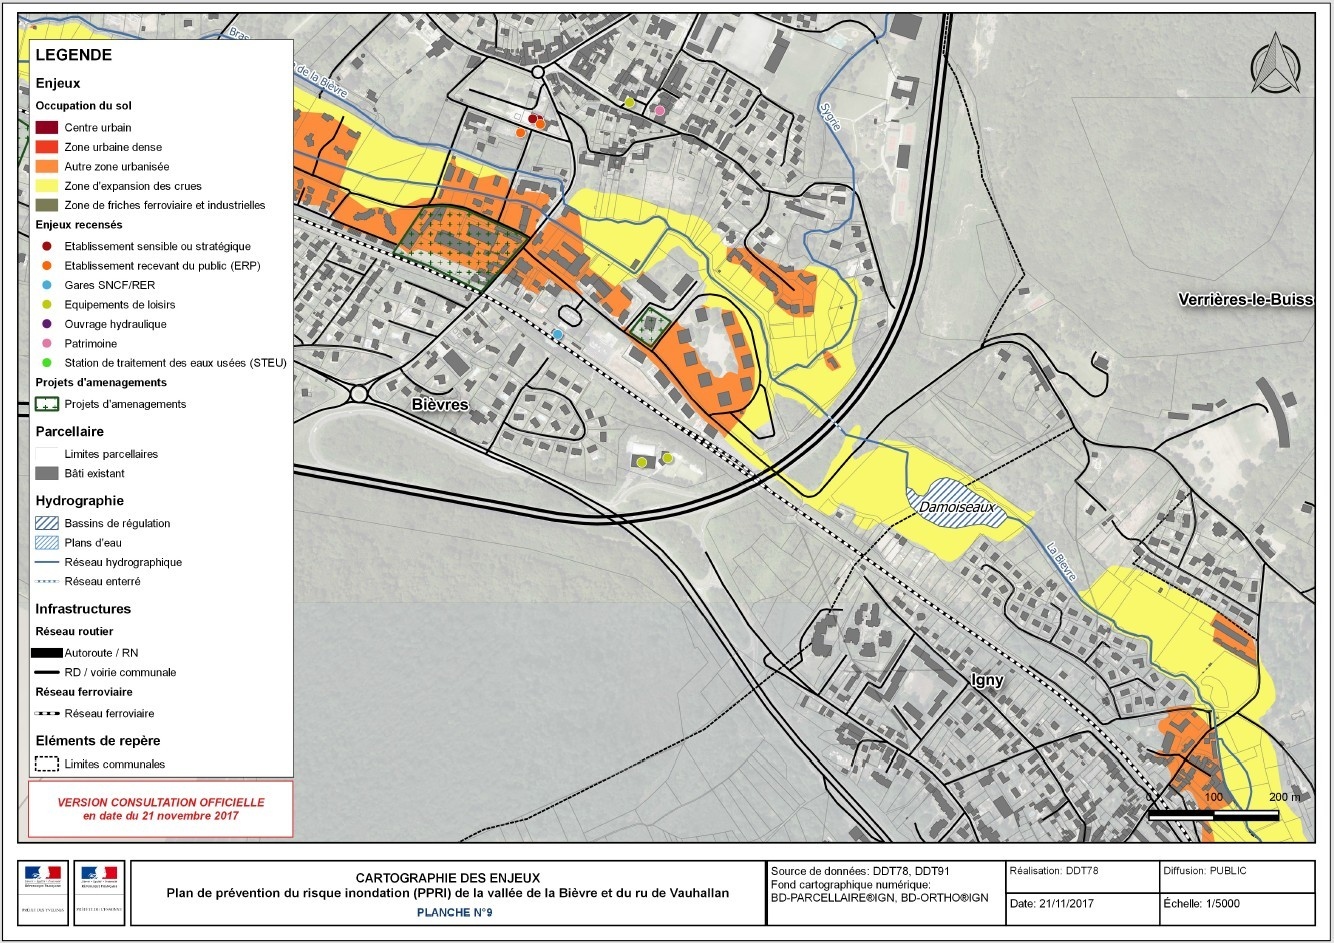 LEGENDE
Enjeux
Occupation du sol
Centre urbain
Zone urbaine dense
Autre zone urbanisée
Zone d'expansion des crues
Zone de friches ferroviaire et industrielles
Enjeux recensés
Etablissement sensible ou stratégique
Etablissement recevant du public (ERP)
Gares SNCF/RER
Equipements de loisirs
Ouvrage hydraulique
Patrimoine
Station de traitement des eaux usées (STEU)
Projets d'amenagements
Projets d'amenagements
Parcellaire
Limites parcellaires
Bâti existant
Hydrographie
Bassins de régulation
Plans d'eau
Réseau hydrographique
Réseau enterré
Infrastructures
Réseau routier
Autoroute / RN
RD / voirie communale
Réseau ferroviaire
Réseau ferroviaire
Eléments de repère
Limites communales
VERSION CONSULTATION OFFICIELLE
en date du 21 novembre 2017
Bras
de la Bièvre
Sygrie
Verrières-le-Buiss
Bièvres
Damoiseaux
La Bièvre
Igny
0 100 200 m
CARTOGRAPHIE DES ENJEUX
Plan de prévention du risque inondation (PPRI) de la vallée de la Bièvre et du ru de Vauhallan
PLANCHE N°9
Source de données: DDT78, DDT91
Fond cartographique numérique:
BD-PARCELLAIRE®IGN, BD-ORTHO®IGN
Réalisation: DDT78
Diffusion: PUBLIC
Date: 21/11/2017
Échelle: 1/5000